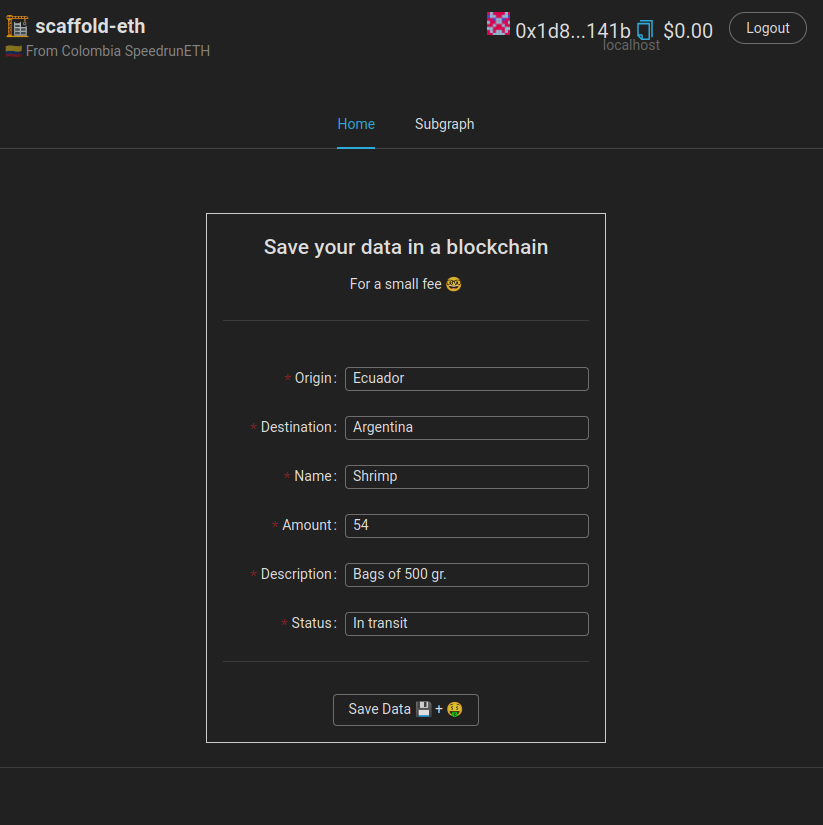 scaffold-eth
From Colombia SpeedrunETH
0x1d8...141b $0.00
localhost
Logout
Home Subgraph
Save your data in a blockchain
For a small fee 🤓
* Origin: Ecuador
* Destination: Argentina
* Name: Shrimp
* Amount: 54
* Description: Bags of 500 gr.
* Status: In transit
Save Data 💾 + 🤑